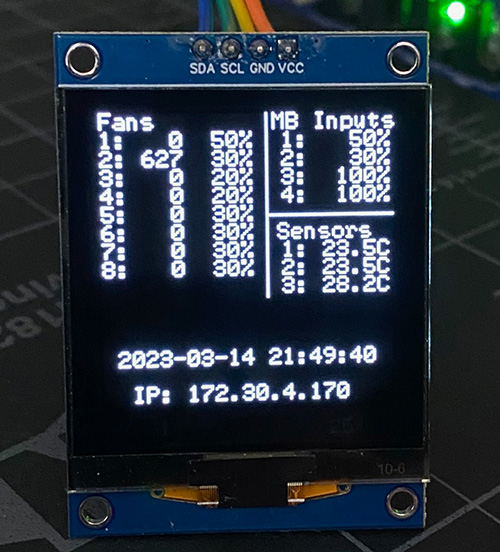 SDA SCL GND VCC
Fans
1: 0 50%
2: 627 30%
3: 0 20%
4: 0 20%
5: 0 30%
6: 0 30%
7: 0 30%
8: 0 30%
MB Inputs
1: 50%
2: 30%
3: 100%
4: 100%
Sensors
1: 23.5C
2: 23.5C
3: 28.2C
2023-03-14 21:49:40
IP: 172.30.4.170
10-6